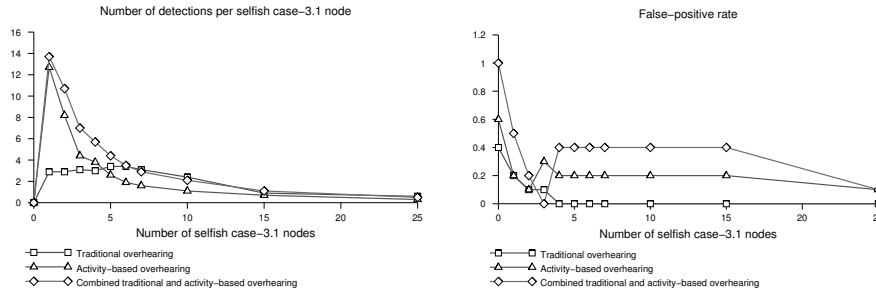 Number of detections per selfish case−3.1 node
16
14
12
10
8
6
4
2
0
0 5 10 15 20 25
Number of selfish case−3.1 nodes
Traditional overhearing
Activity−based overhearing
Combined traditional and activity−based overhearing
False−positive rate
1.2
1
0.8
0.6
0.4
0.2
0
0 5 10 15 20 25
Number of selfish case−3.1 nodes
Traditional overhearing
Activity−based overhearing
Combined traditional and activity−based overhearing